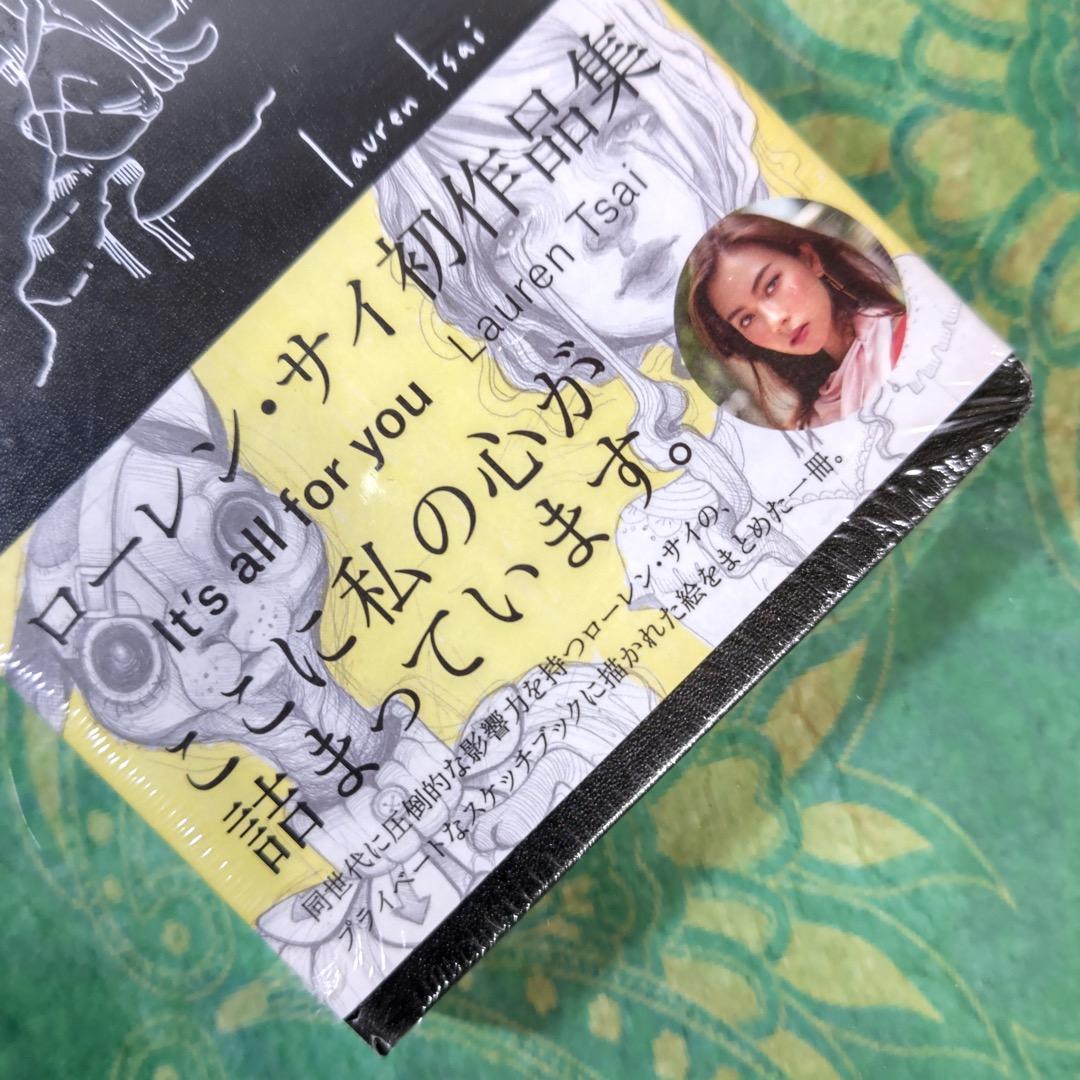 lauren tsai
ローレン・サイ初作品集
It's all for you Lauren Tsai
ここに私の心が
詰まっています。
同世代に圧倒的な影響力を持つローレン・サイの、
プライベートなスケッチブックに描かれた絵をまとめた一冊。